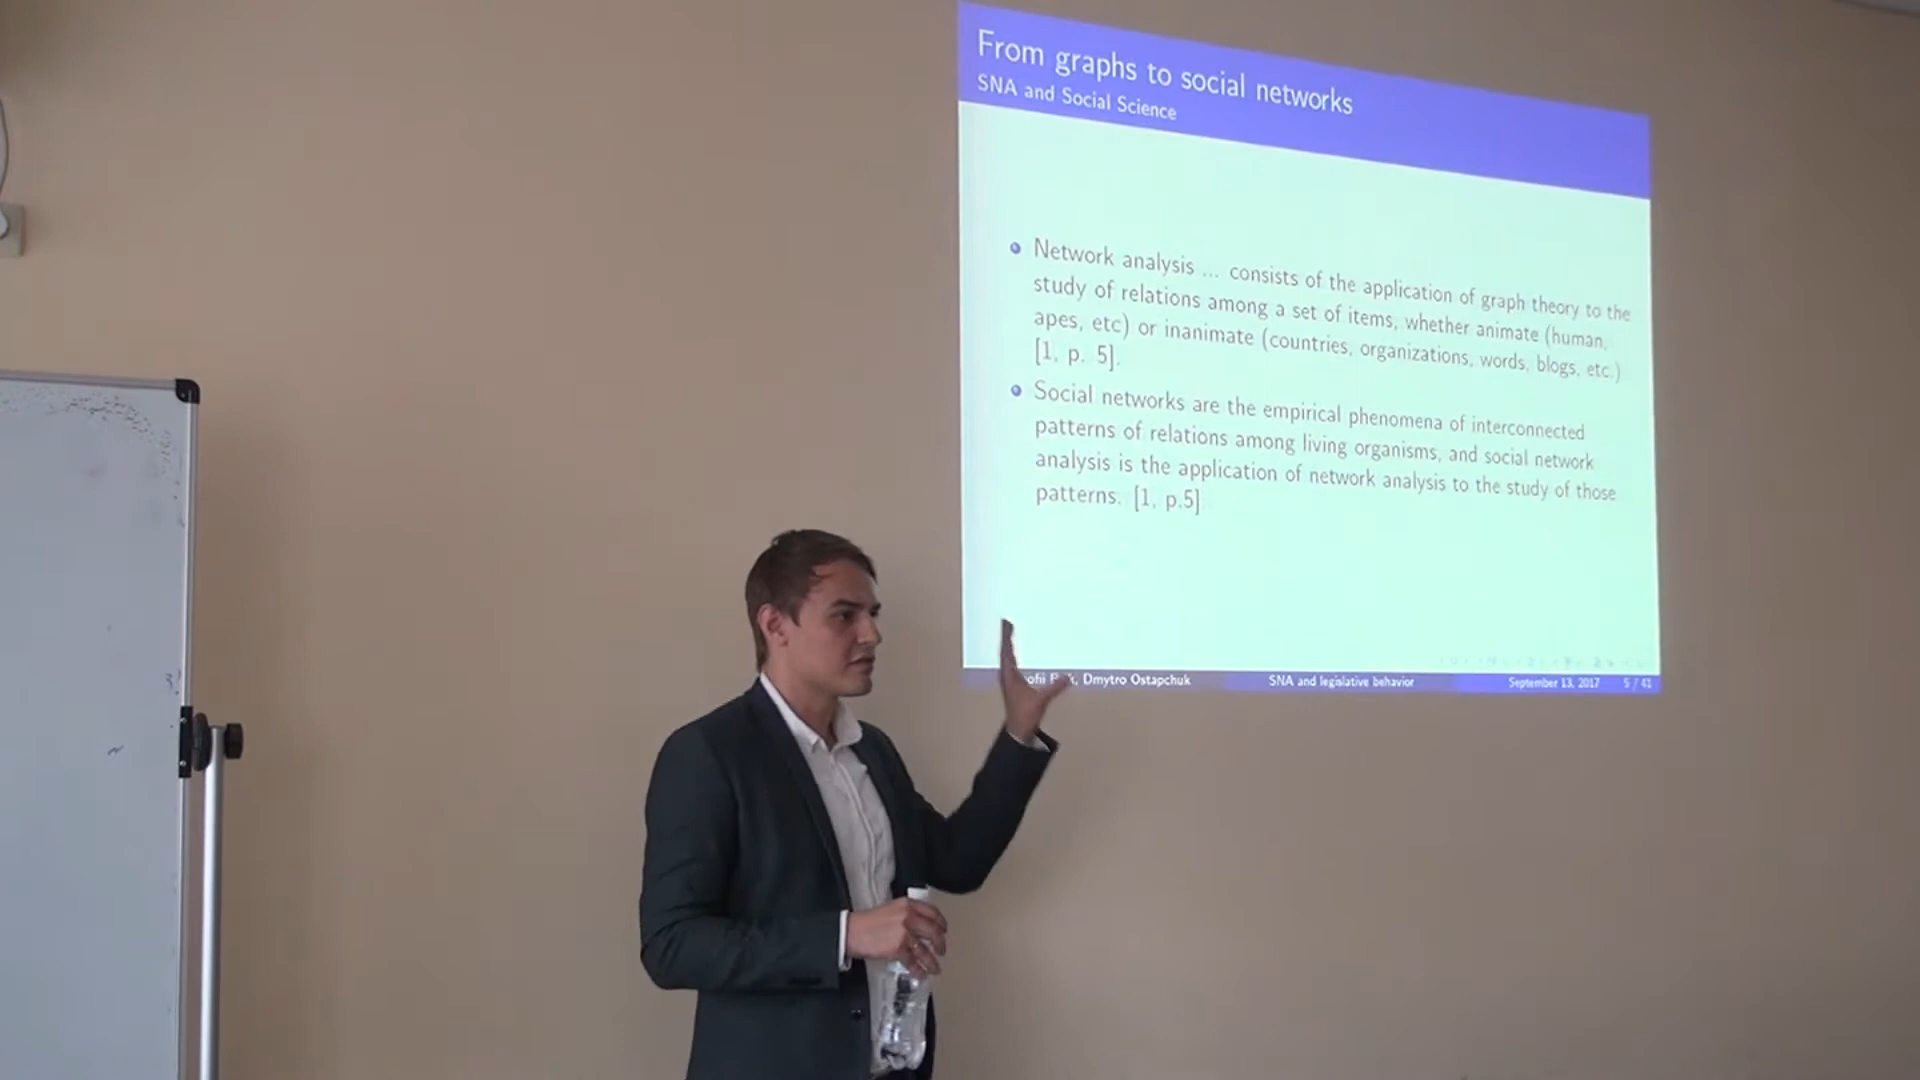 From graphs to social networks
SNA and Social Science
Network analysis ... consists of the application of graph theory to the
study of relations among a set of items, whether animate (human,
apes, etc) or inanimate (countries, organizations, words, blogs, etc.)
[1, p. 5].
Social networks are the empirical phenomena of interconnected
patterns of relations among living organisms, and social network
analysis is the application of network analysis to the study of those
patterns. [1, p.5]
Dmytro Ostapchuk
SNA and legislative behavior
September 13, 2017
5 / 41